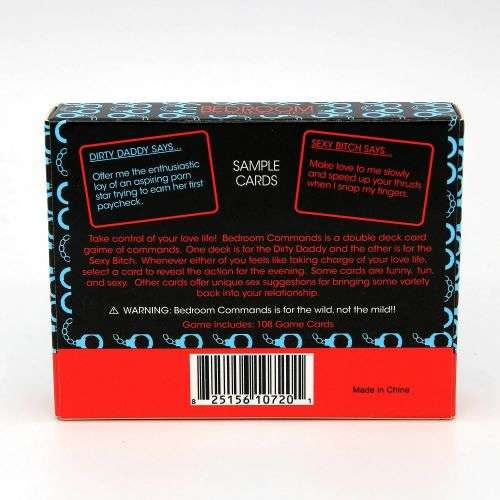 BEDROOM
DIRTY DADDY SAYS...
Offer me the enthusiastic
lay of an aspiring porn
star trying to earn her first
paycheck.
SAMPLE
CARDS
SEXY BITCH SAYS...
Make love to me slowly
and speed up your thrusts
when I snap my fingers.
Take control of your love life! Bedroom Commands is a double deck card
game of commands. One deck is for the Dirty Daddy and the other is for the
Sexy Bitch. Whenever either of you feels like taking charge of your love life,
select a card to reveal the action for the evening. Some cards are funny, fun,
and sexy. Other cards offer unique sex suggestions for bringing some variety
back into your relationship.
⚠ WARNING: Bedroom Commands is for the wild, not the mild!!
Game Includes: 108 Game Cards
8 25156 10720 1
Made in China